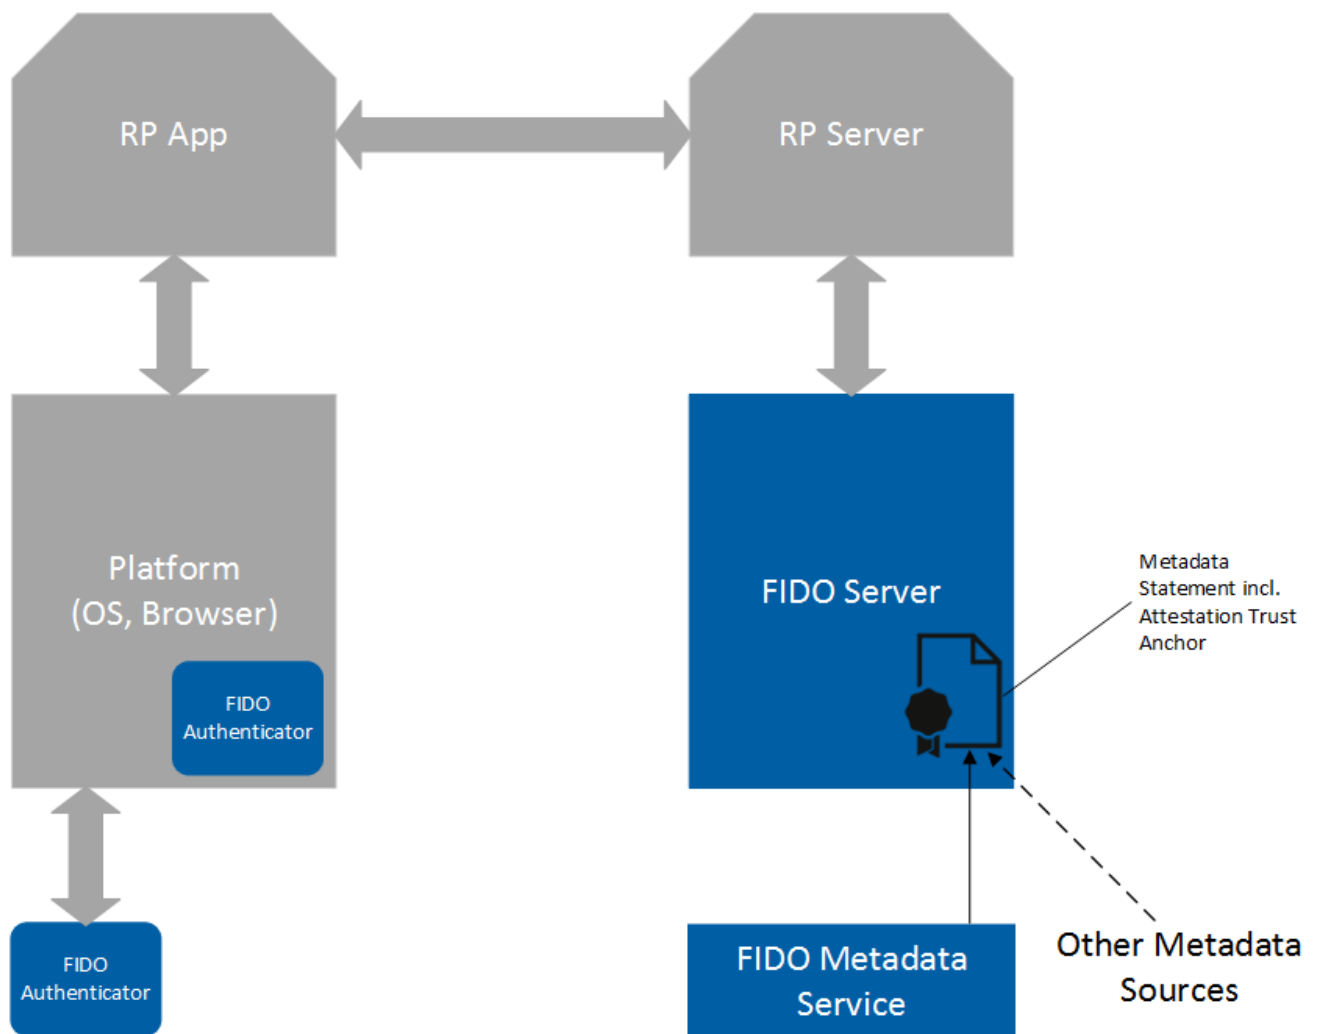 RP App
RP Server
Platform
(OS, Browser)
FIDO
Authenticator
FIDO Server
Metadata
Statement incl.
Attestation Trust
Anchor
FIDO
Authenticator
FIDO Metadata
Service
Other Metadata
Sources